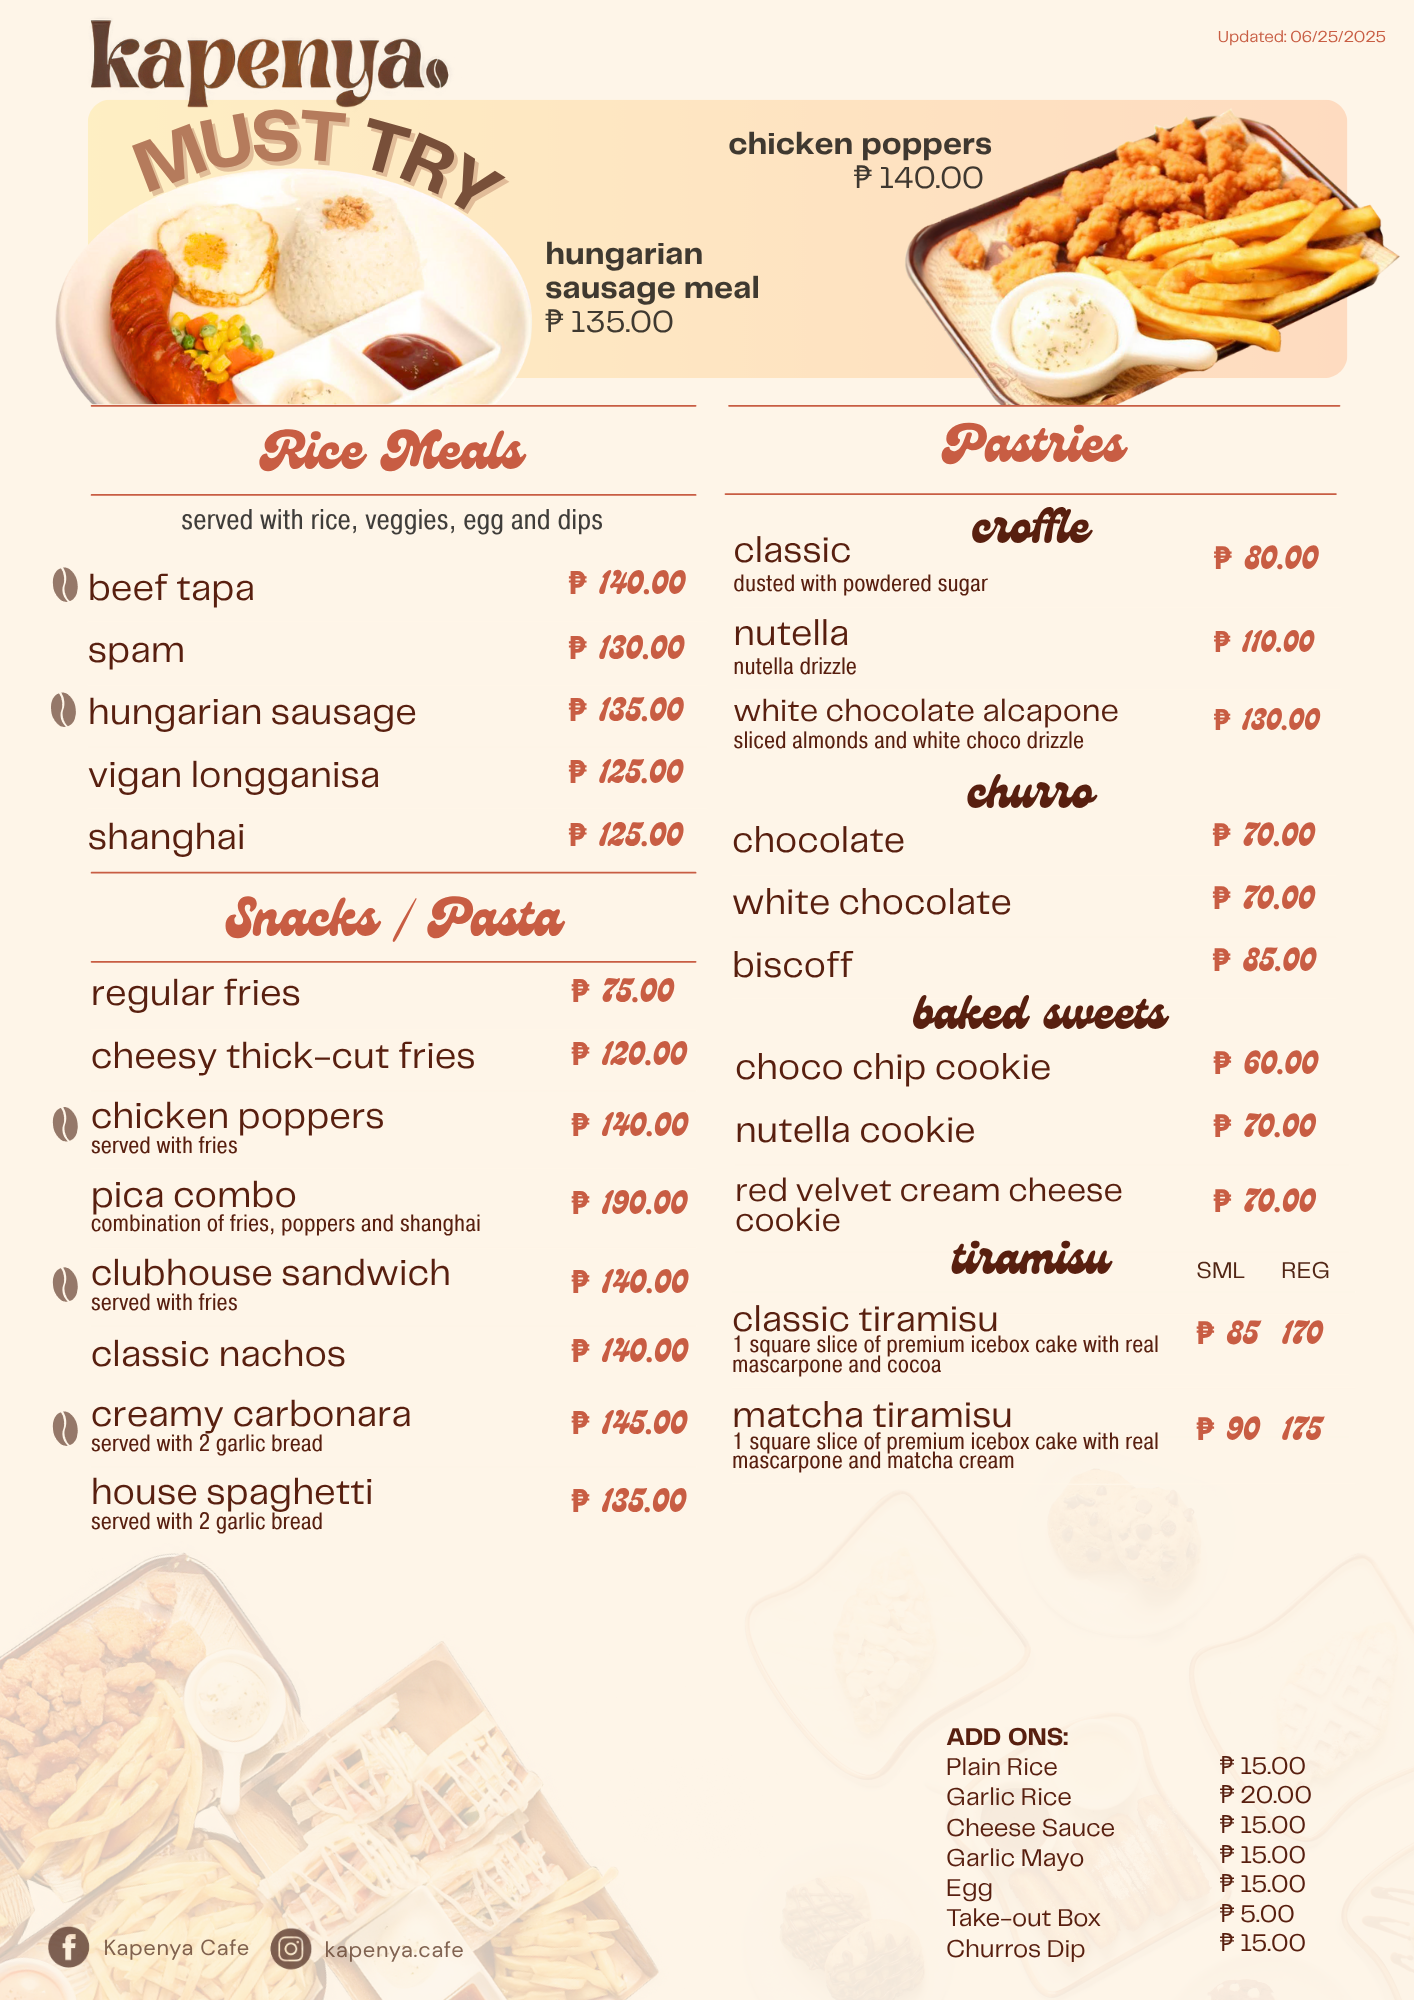 kapenya.
Updated: 06/25/2025
MUST TRY
chicken poppers
₱ 140.00
hungarian
sausage meal
₱ 135.00
Rice Meals
served with rice, veggies, egg and dips
beef tapa ₱ 140.00
spam ₱ 130.00
hungarian sausage ₱ 135.00
vigan longganisa ₱ 125.00
shanghai ₱ 125.00
Snacks / Pasta
regular fries ₱ 75.00
cheesy thick-cut fries ₱ 120.00
chicken poppers ₱ 140.00
served with fries
pica combo ₱ 190.00
combination of fries, poppers and shanghai
clubhouse sandwich ₱ 140.00
served with fries
classic nachos ₱ 140.00
creamy carbonara ₱ 145.00
served with 2 garlic bread
house spaghetti ₱ 135.00
served with 2 garlic bread
Pastries
croffle
classic ₱ 80.00
dusted with powdered sugar
nutella ₱ 110.00
nutella drizzle
white chocolate alcapone ₱ 130.00
sliced almonds and white choco drizzle
churro
chocolate ₱ 70.00
white chocolate ₱ 70.00
biscoff ₱ 85.00
baked sweets
choco chip cookie ₱ 60.00
nutella cookie ₱ 70.00
red velvet cream cheese ₱ 70.00
cookie
tiramisu SML REG
classic tiramisu ₱ 85 170
1 square slice of premium icebox cake with real
mascarpone and cocoa
matcha tiramisu ₱ 90 175
1 square slice of premium icebox cake with real
mascarpone and matcha cream
ADD ONS:
Plain Rice ₱ 15.00
Garlic Rice ₱ 20.00
Cheese Sauce ₱ 15.00
Garlic Mayo ₱ 15.00
Egg ₱ 15.00
Take-out Box ₱ 5.00
Churros Dip ₱ 15.00
Kapenya Cafe kapenya.cafe